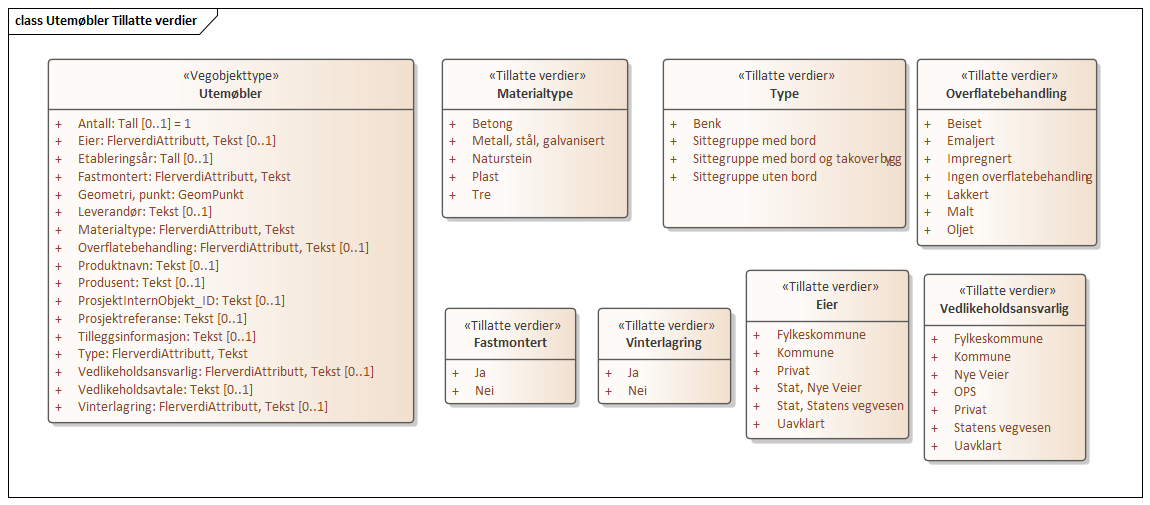 class Utemøbler Tillatte verdier
«Vegobjekttype»
Utemøbler
+ Antall: Tall [0..1] = 1
+ Eier: FlerverdiAttributt, Tekst [0..1]
+ Etableringsår: Tall [0..1]
+ Fastmontert: FlerverdiAttributt, Tekst
+ Geometri, punkt: GeomPunkt
+ Leverandør: Tekst [0..1]
+ Materialtype: FlerverdiAttributt, Tekst
+ Overflatebehandling: FlerverdiAttributt, Tekst [0..1]
+ Produktnavn: Tekst [0..1]
+ Produsent: Tekst [0..1]
+ ProsjektInternObjekt_ID: Tekst [0..1]
+ Prosjektreferanse: Tekst [0..1]
+ Tilleggsinformasjon: Tekst [0..1]
+ Type: FlerverdiAttributt, Tekst
+ Vedlikeholdsansvarlig: FlerverdiAttributt, Tekst [0..1]
+ Vedlikeholdsavtale: Tekst [0..1]
+ Vinterlagring: FlerverdiAttributt, Tekst [0..1]
«Tillatte verdier»
Materialtype
+ Betong
+ Metall, stål, galvanisert
+ Naturstein
+ Plast
+ Tre
«Tillatte verdier»
Type
+ Benk
+ Sittegruppe med bord
+ Sittegruppe med bord og takoverbygg
+ Sittegruppe uten bord
«Tillatte verdier»
Overflatebehandling
+ Beiset
+ Emaljert
+ Impregnert
+ Ingen overflatebehandling
+ Lakkert
+ Malt
+ Oljet
«Tillatte verdier»
Fastmontert
+ Ja
+ Nei
«Tillatte verdier»
Vinterlagring
+ Ja
+ Nei
«Tillatte verdier»
Eier
+ Fylkeskommune
+ Kommune
+ Privat
+ Stat, Nye Veier
+ Stat, Statens vegvesen
+ Uavklart
«Tillatte verdier»
Vedlikeholdsansvarlig
+ Fylkeskommune
+ Kommune
+ Nye Veier
+ OPS
+ Privat
+ Statens vegvesen
+ Uavklart